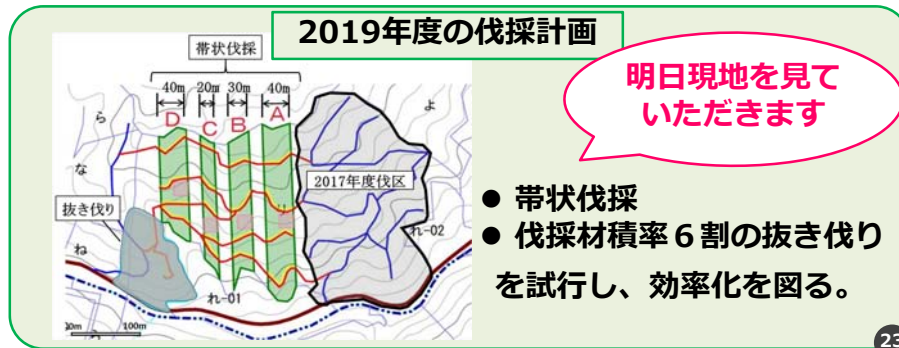 2019年度の伐採計画
明日現地を見て
いただきます
帯状伐採
40m 20m 30m 40m
D C B A
よ
ら
な
2017年度伐区
抜き伐り
ね
れ-02
れ-01
100m
● 帯状伐採
● 伐採材積率６割の抜き伐り
を試行し、効率化を図る。
23